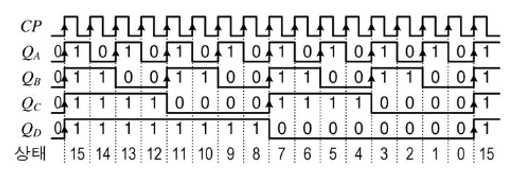 CP
QA 0 1 0 1 0 1 0 1 0 1 0 1 0 1 0 1 0 1
QB 0 1 1 0 0 1 1 0 0 1 1 0 0 1 1 0 0 1
QC 0 1 1 1 1 0 0 0 0 1 1 1 1 0 0 0 0 1
QD 0 1 1 1 1 1 1 1 1 0 0 0 0 0 0 0 0 1
상태 15 14 13 12 11 10 9 8 7 6 5 4 3 2 1 0 15